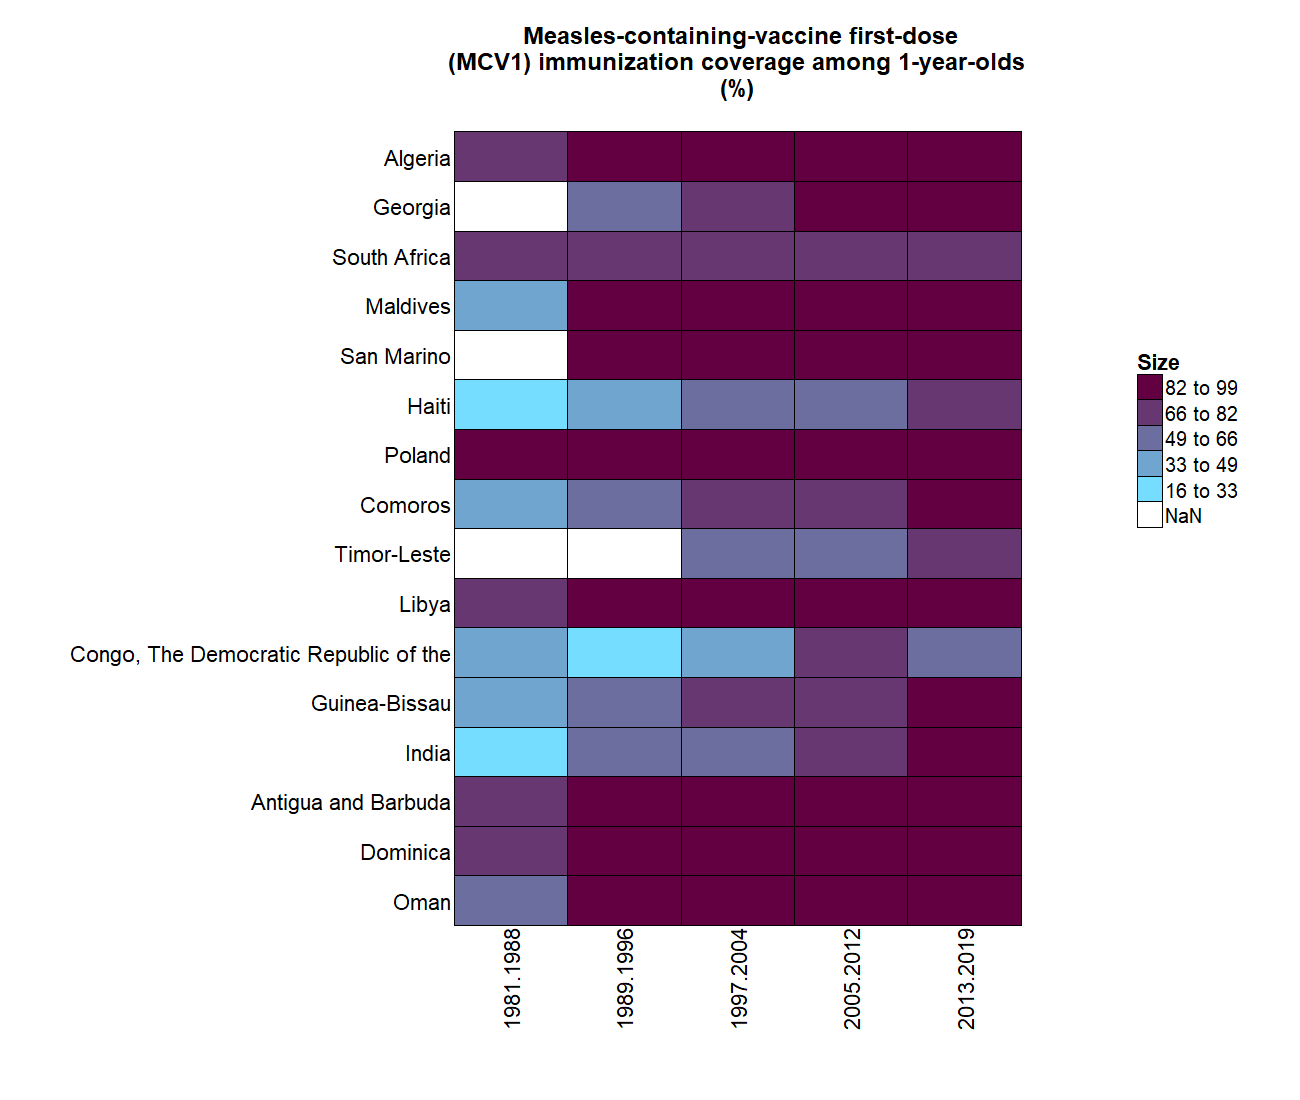 Measles-containing-vaccine first-dose
(MCV1) immunization coverage among 1-year-olds
(%)
Algeria
Georgia
South Africa
Maldives
San Marino
Haiti
Poland
Comoros
Timor-Leste
Libya
Congo, The Democratic Republic of the
Guinea-Bissau
India
Antigua and Barbuda
Dominica
Oman
1981.1988
1989.1996
1997.2004
2005.2012
2013.2019
Size
82 to 99
66 to 82
49 to 66
33 to 49
16 to 33
NaN